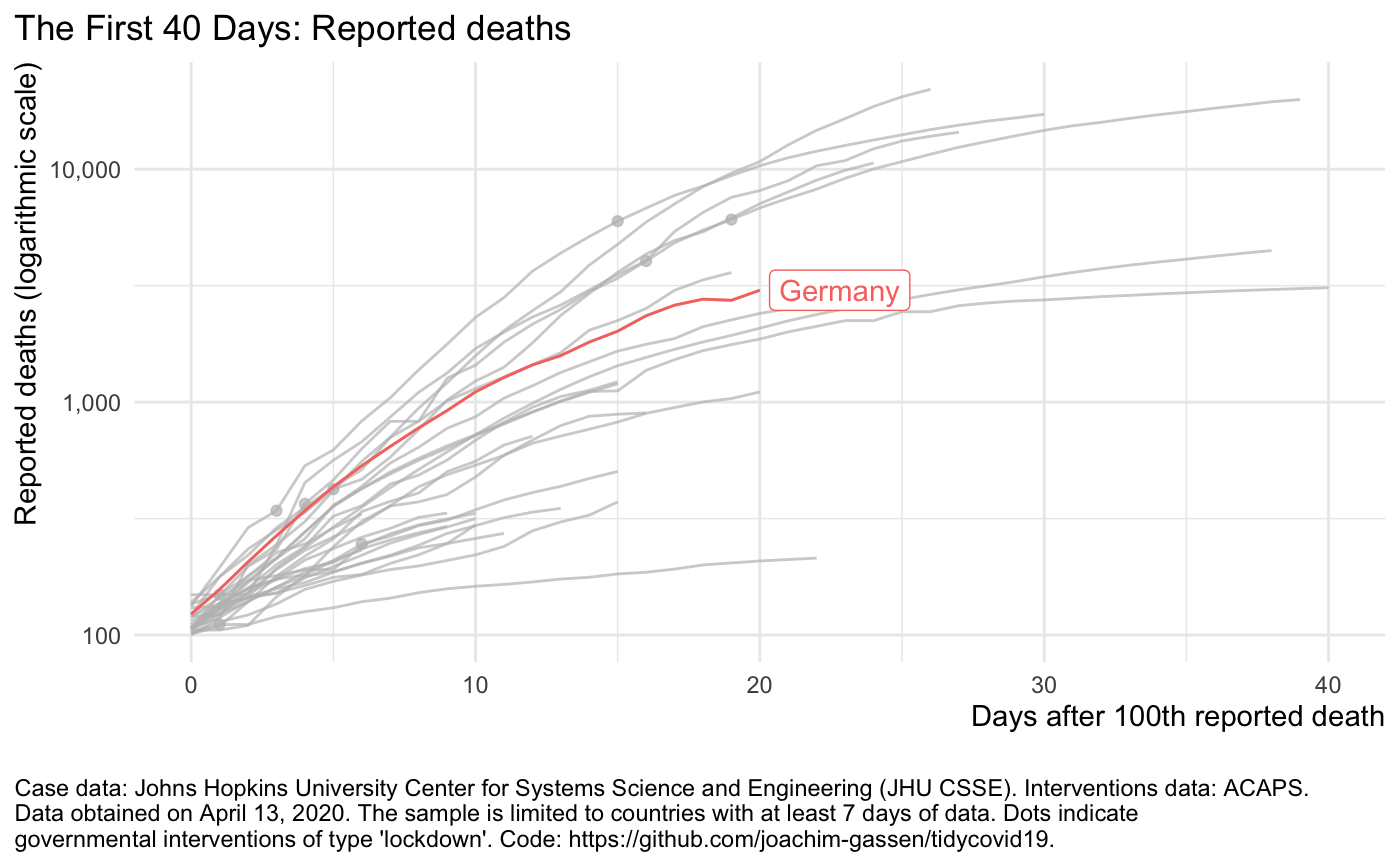 The First 40 Days: Reported deaths
Reported deaths (logarithmic scale)
10,000
1,000
100
Germany
0 10 20 30 40
Days after 100th reported death
Case data: Johns Hopkins University Center for Systems Science and Engineering (JHU CSSE). Interventions data: ACAPS.
Data obtained on April 13, 2020. The sample is limited to countries with at least 7 days of data. Dots indicate
governmental interventions of type 'lockdown'. Code: https://github.com/joachim-gassen/tidycovid19.